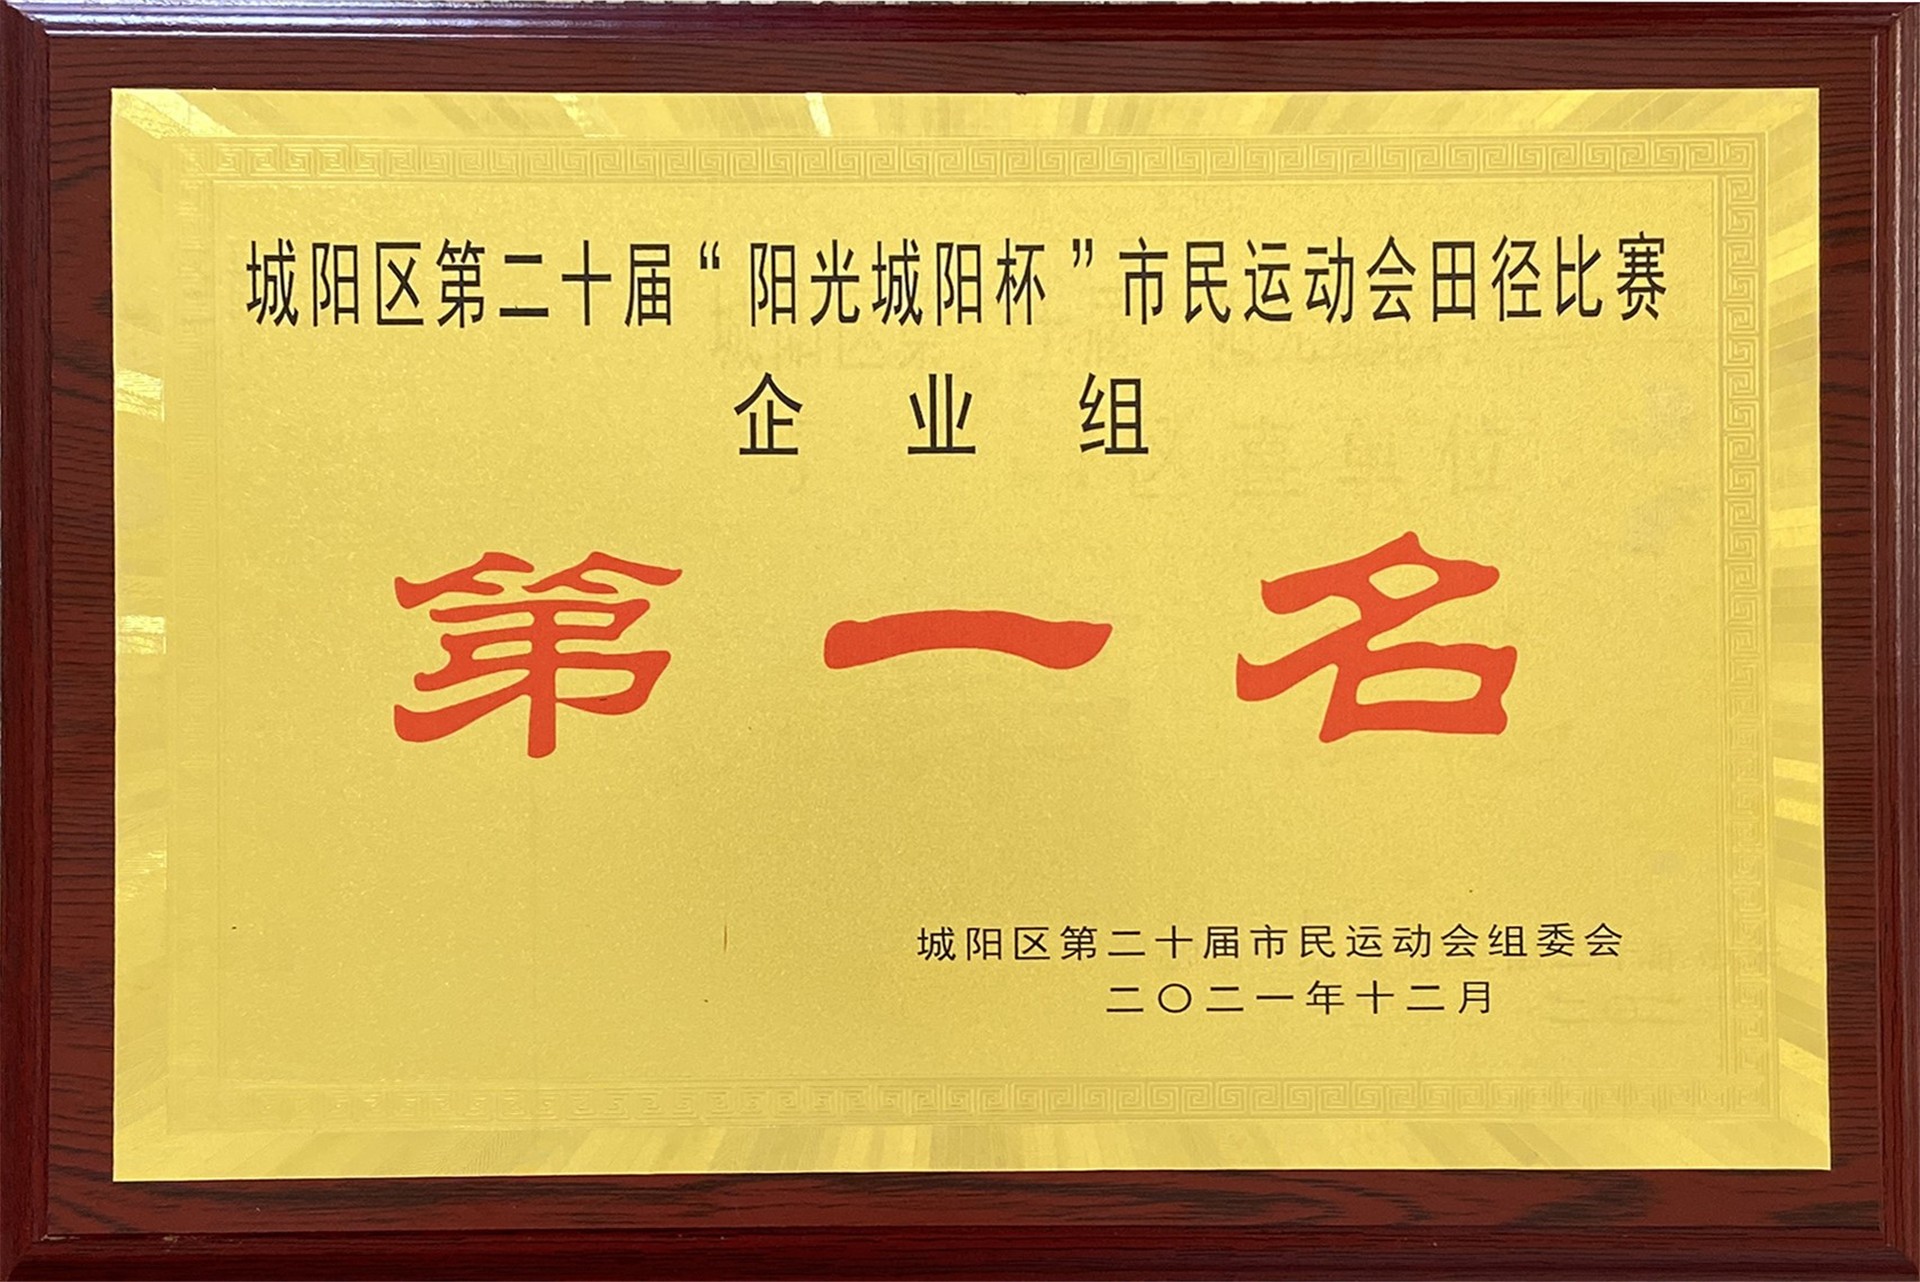 城阳区第二十届“阳光城阳杯”市民运动会田径比赛
企业组
第一名
城阳区第二十届市民运动会组委会
二〇二一年十二月